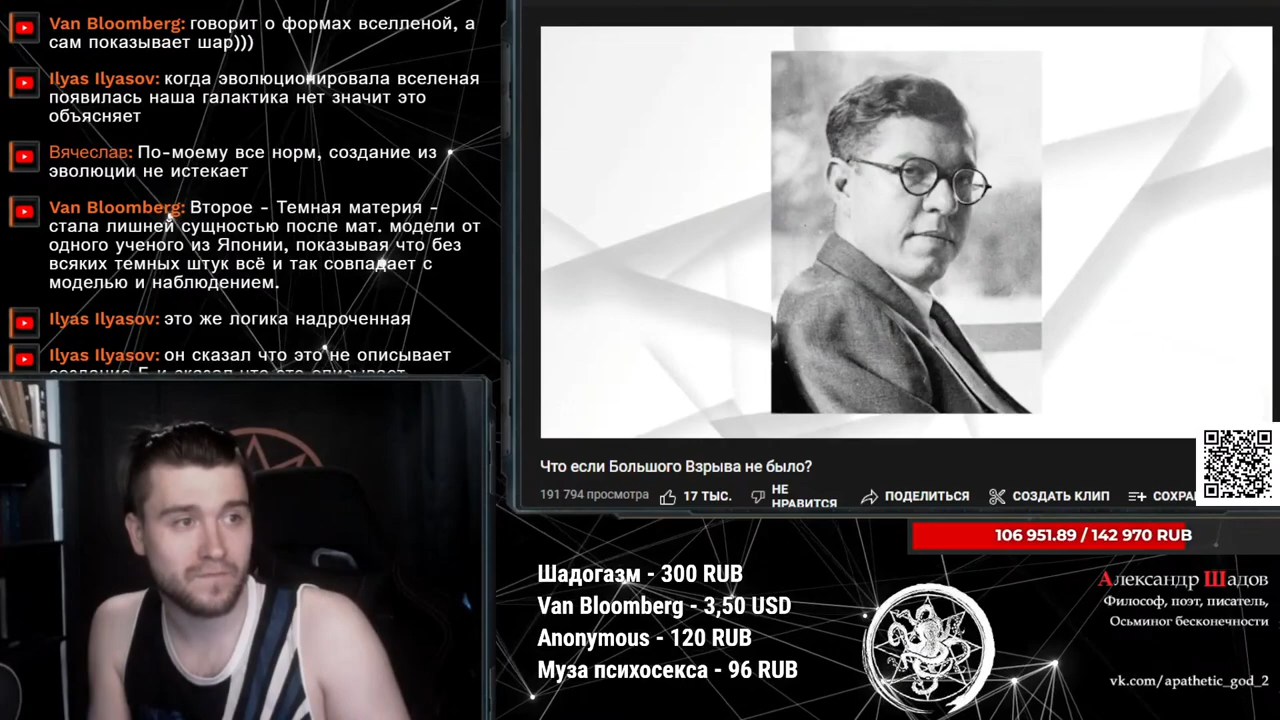 Van Bloomberg: говорит о формах вселленой, а
сам показывает шар)))
Ilyas Ilyasov: когда эволюционировала вселеная
появилась наша галактика нет значит это
объясняет
Вячеслав: По-моему все норм, создание из
эволюции не истекает
Van Bloomberg: Второе - Темная материя -
стала лишней сущностью после мат. модели от
одного ученого из Японии, показывая что без
всяких темных штук всё и так совпадает с
моделью и наблюдением.
Ilyas Ilyasov: это же логика надроченная
Ilyas Ilyasov: он сказал что это не описывает
Что если Большого Взрыва не было?
191 794 просмотра
17 ТЫС.
НЕ
НРАВИТСЯ
ПОДЕЛИТЬСЯ
СОЗДАТЬ КЛИП
106 951.89 / 142 970 RUB
Шадогазм - 300 RUB
Van Bloomberg - 3,50 USD
Anonymous - 120 RUB
Муза психосекса - 96 RUB
Александр Шадов
Философ, поэт, писатель,
Осьминог бесконечности
vk.com/apathetic_god_2